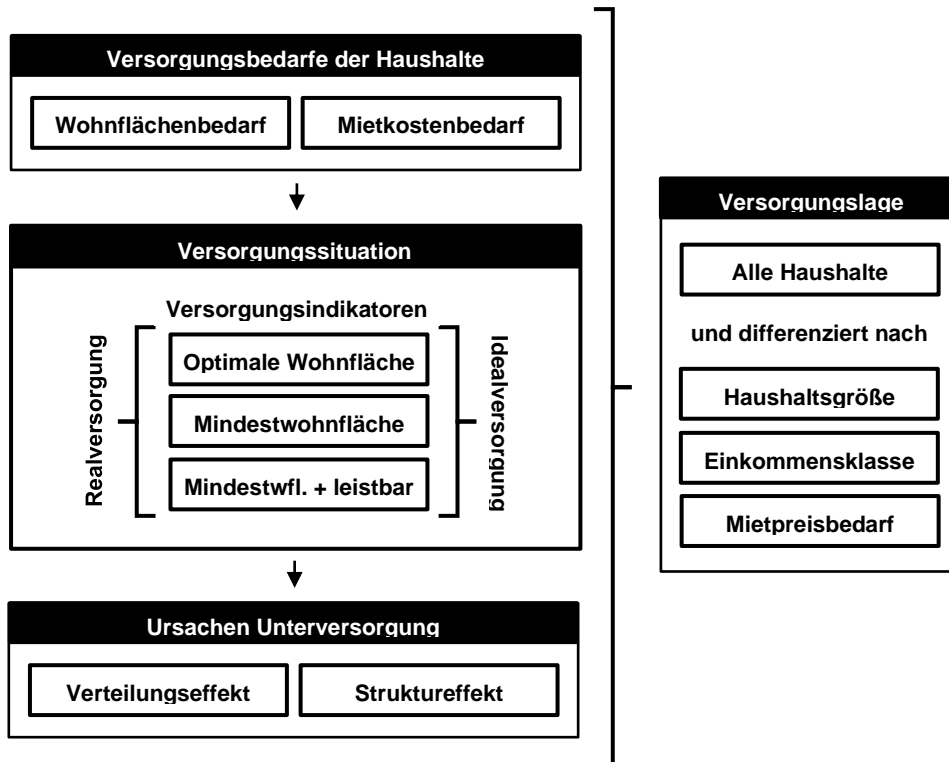 Versorgungsbedarfe der Haushalte
Wohnflächenbedarf
Mietkostenbedarf
Versorgungssituation
Versorgungsindikatoren
Realversorgung
Optimale Wohnfläche
Mindestwohnfläche
Mindestwfl. + leistbar
Idealversorgung
Ursachen Unterversorgung
Verteilungseffekt
Struktureffekt
Versorgungslage
Alle Haushalte
und differenziert nach
Haushaltsgröße
Einkommensklasse
Mietpreisbedarf